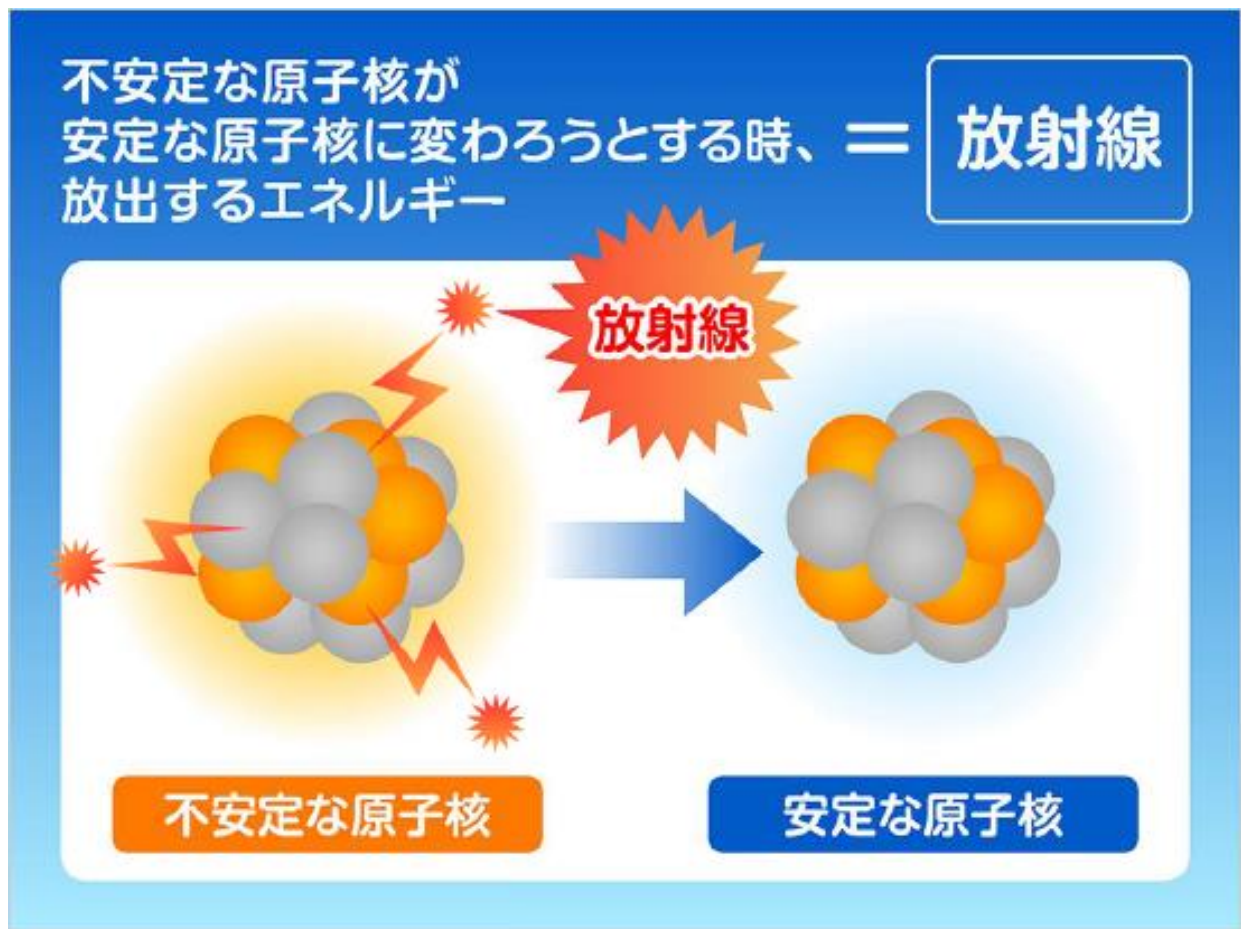 不安定な原子核が
安定な原子核に変わろうとする時、
放出するエネルギー
＝
放射線
放射線
不安定な原子核
安定な原子核